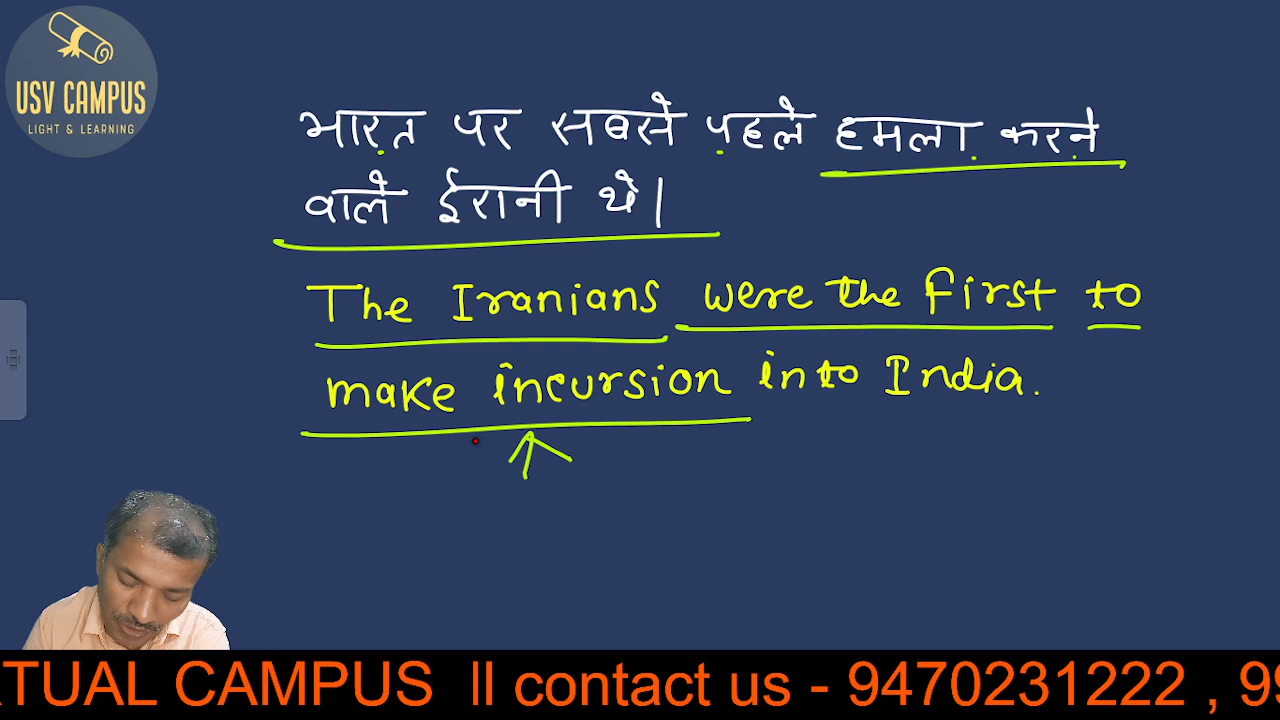 USV CAMPUS
LIGHT & LEARNING
भारत पर सबसे पहले हमला करने
वाले ईरानी थे।
The Iranians were the first to
make incursion into India.
TUAL CAMPUS ll contact us - 9470231222 , 99